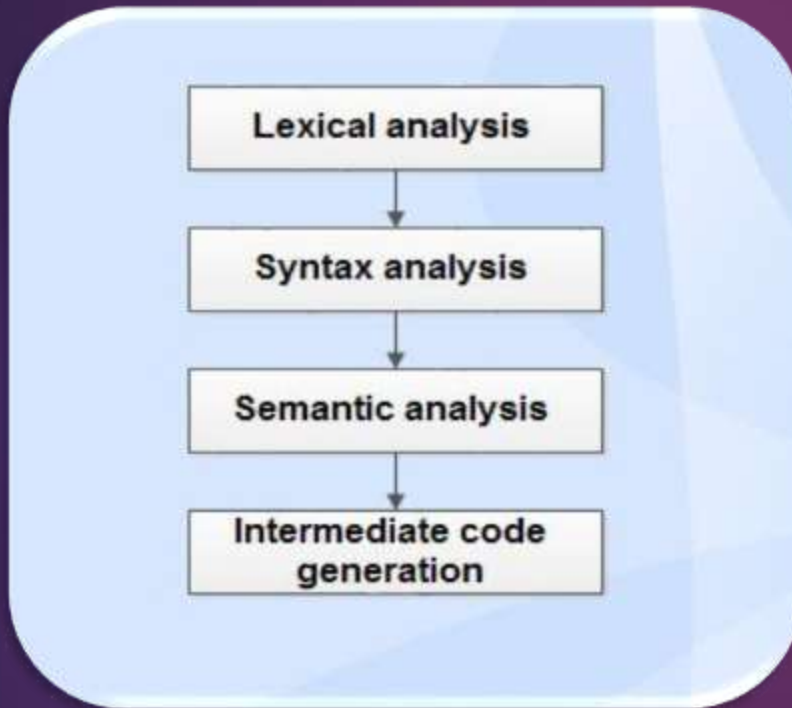 Lexical analysis
Syntax analysis
Semantic analysis
Intermediate code
generation